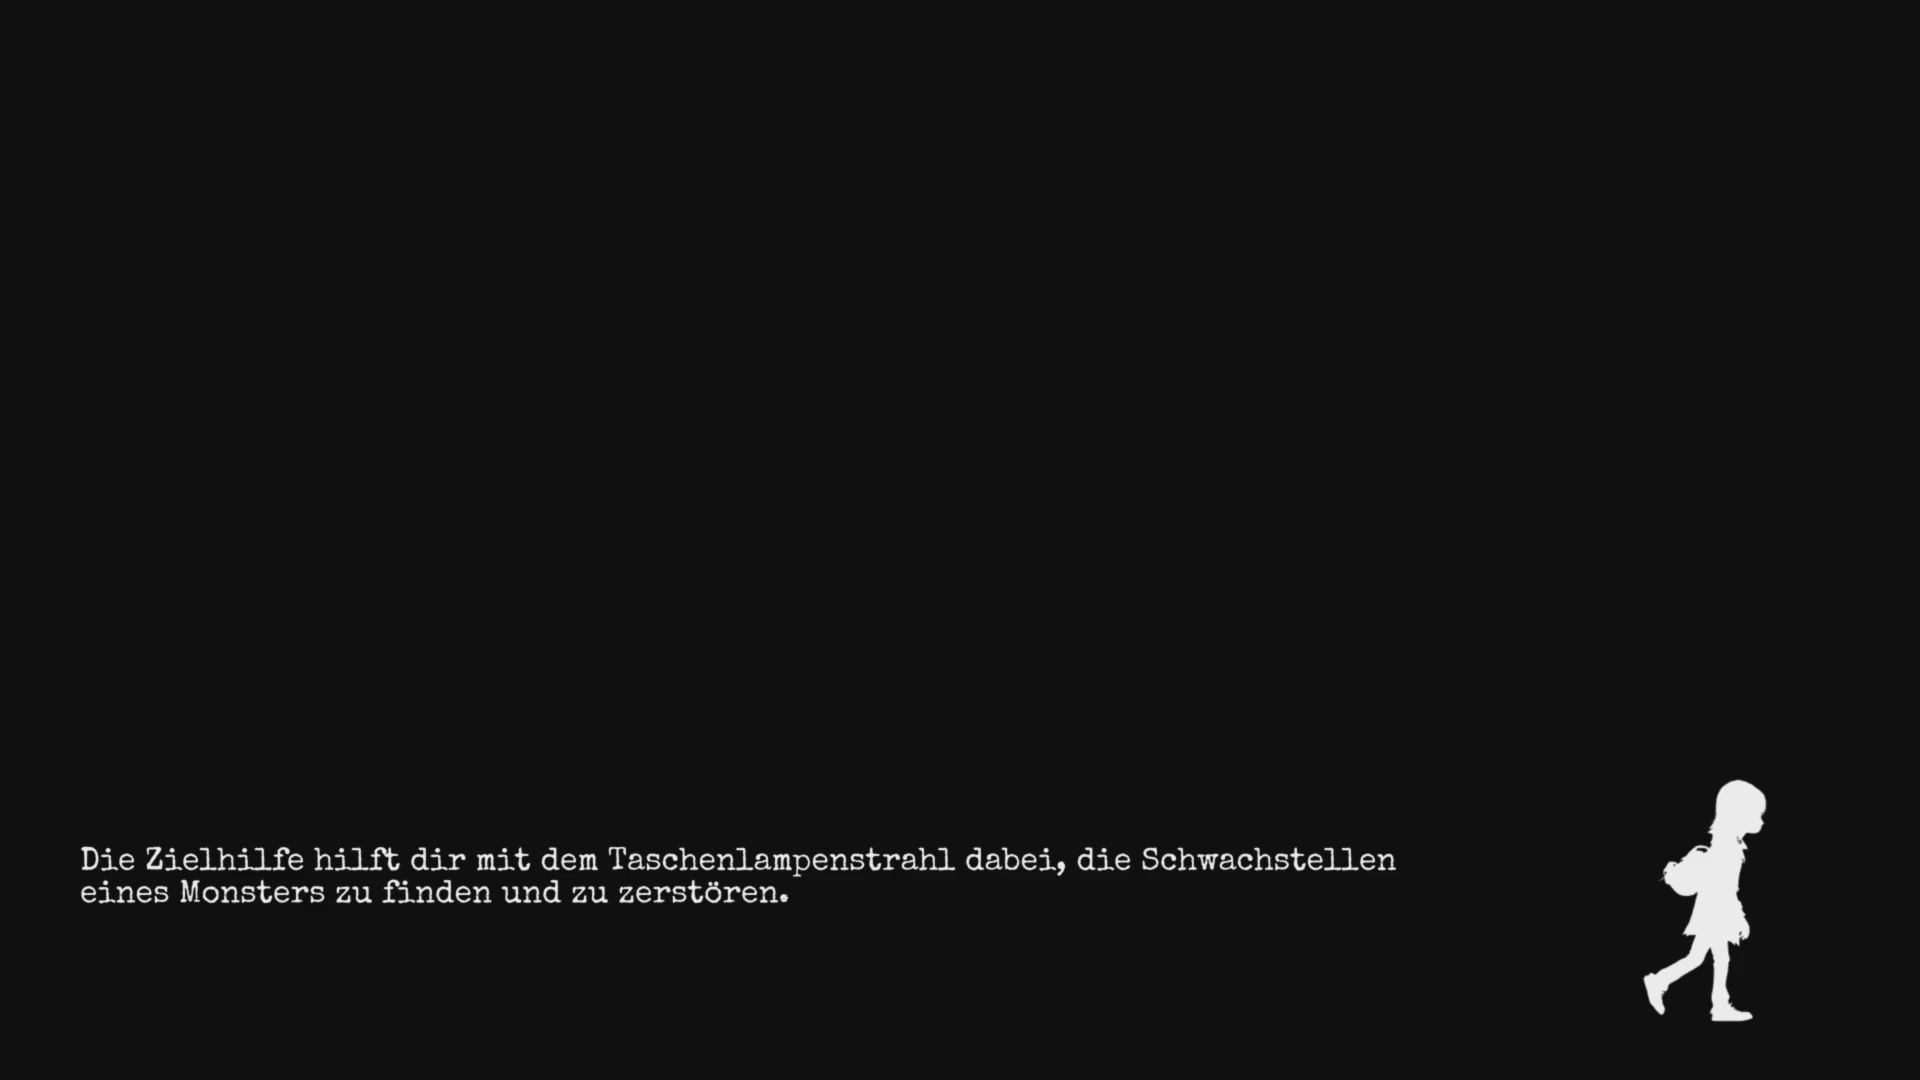 Die Zielhilfe hilft dir mit dem Taschenlampenstrahl dabei, die Schwachstellen
eines Monsters zu finden und zu zerstören.